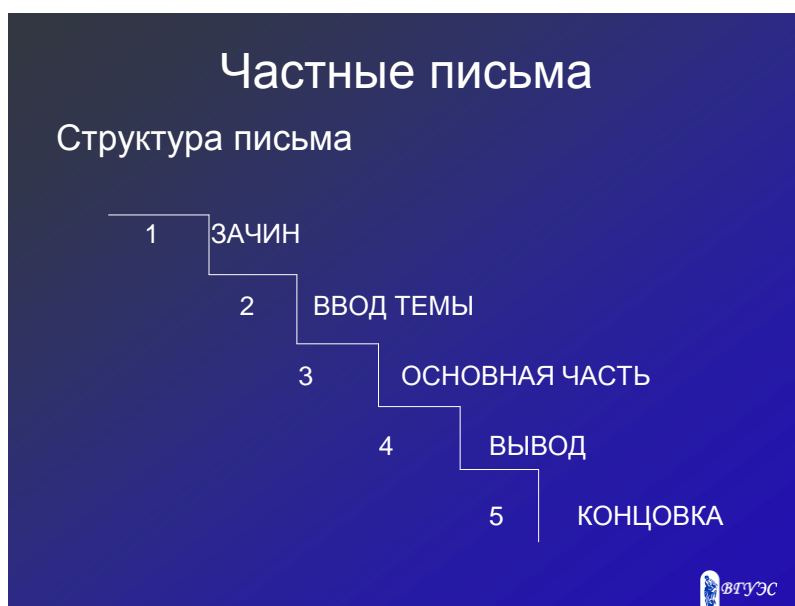 Частные письма
Структура письма
1 ЗАЧИН
2 ВВОД ТЕМЫ
3 ОСНОВНАЯ ЧАСТЬ
4 ВЫВОД
5 КОНЦОВКА
ВГУЭС